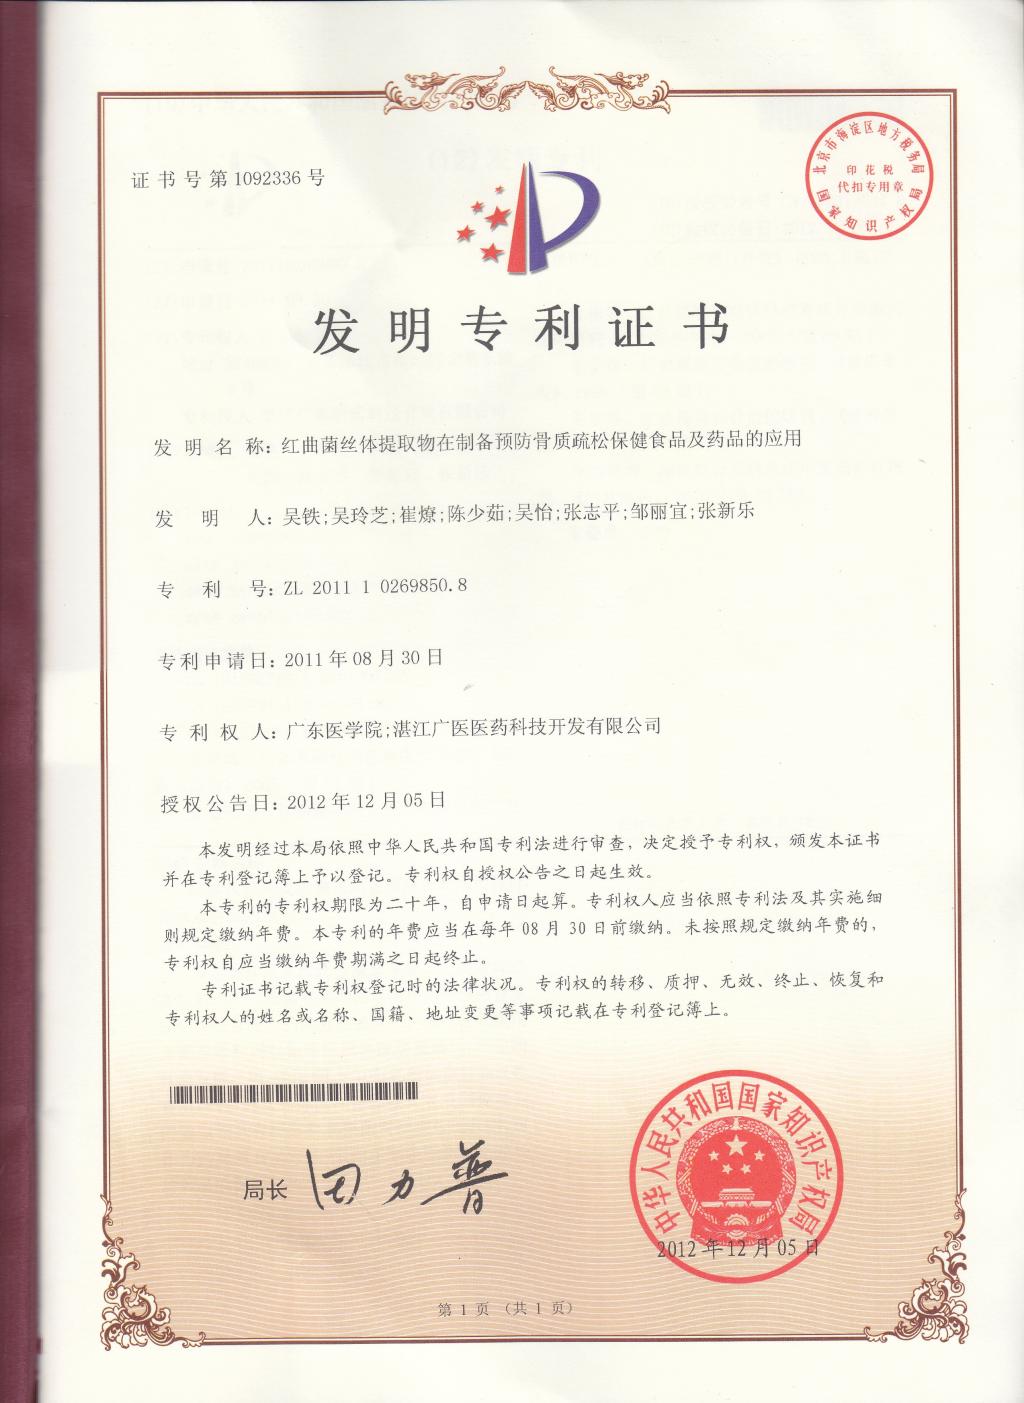 证书号第1092336号
北京市海淀区地方税务局
印花税
代扣专用章
国家知识产权局
发明专利证书
发明名称：红曲菌丝体提取物在制备预防骨质疏松保健食品及药品的应用
发明人：吴铁;吴玲芝;崔燎;陈少茹;吴怡;张志平;邹丽宜;张新乐
专利号：ZL 2011 1 0269850.8
专利申请日：2011年08月30日
专利权人：广东医学院;湛江广医医药科技开发有限公司
授权公告日：2012年12月05日
本发明经过本局依照中华人民共和国专利法进行审查，决定授予专利权，颁发本证书
并在专利登记簿上予以登记。专利权自授权公告之日起生效。
本专利的专利权期限为二十年，自申请日起算。专利权人应当依照专利法及其实施细
则规定缴纳年费。本专利的年费应当在每年08月30日前缴纳。未按照规定缴纳年费的，
专利权自应当缴纳年费期满之日起终止。
专利证书记载专利权登记时的法律状况。专利权的转移、质押、无效、终止、恢复和
专利权人的姓名或名称、国籍、地址变更等事项记载在专利登记簿上。
局长 田力普
中华人民共和国国家知识产权局
2012年12月05日
第 1 页 （共 1 页）